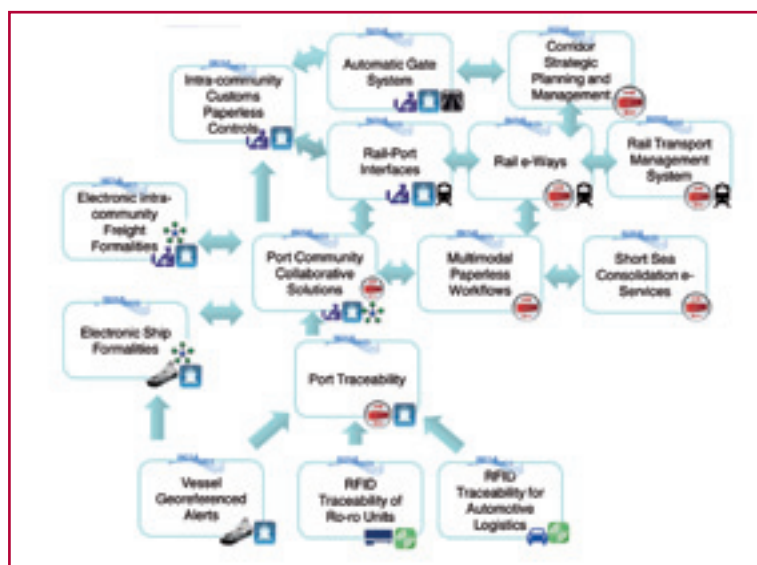 Automatic Gate
System
Corridor
Strategic
Planning and
Management
Intra-community
Customs
Paperless
Controls
Rail-Port
Interfaces
Rail e-Ways
Rail Transport
Management
System
Electronic Intra-
community
Freight
Formalities
Port Community
Collaborative
Solutions
Multimodal
Paperless
Workflows
Short Sea
Consolidation e-
Services
Electronic Ship
Formalities
Port Traceability
Vessel
Georeferenced
Alerts
RFID
Traceability of
Ro-ro Units
RFID
Traceability for
Automotive
Logistics